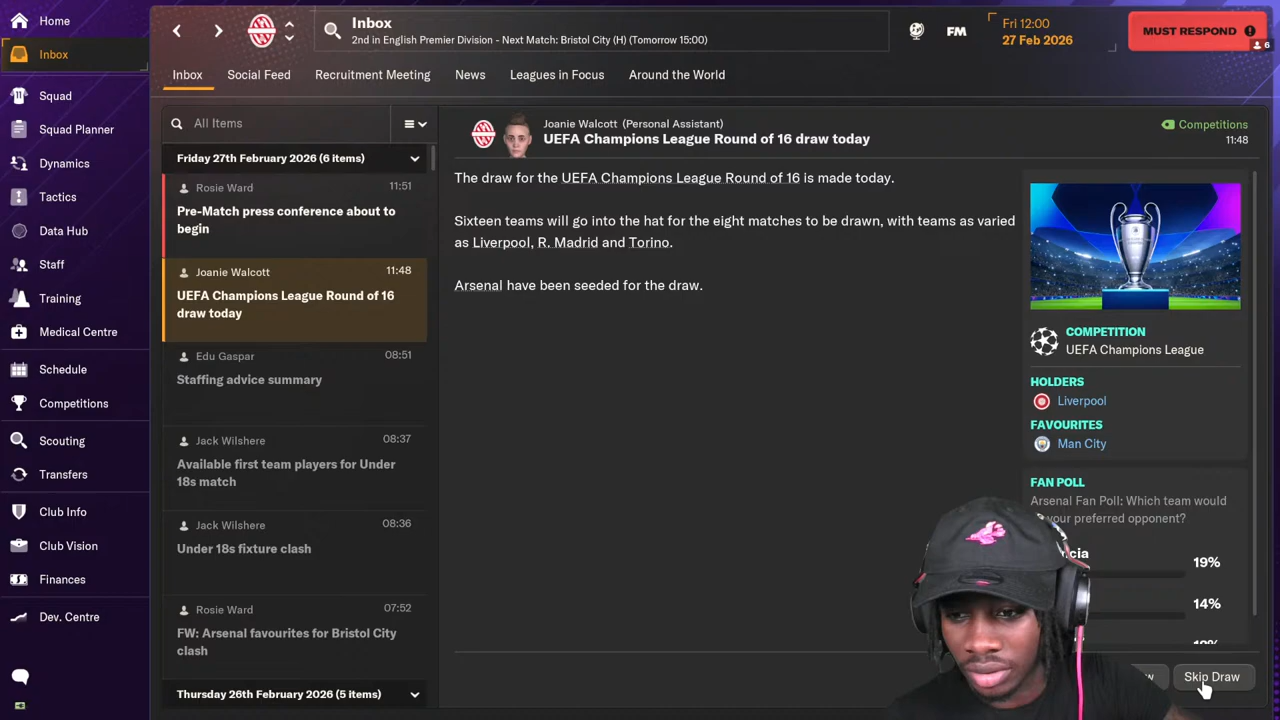 Home
Inbox
Squad
Squad Planner
Dynamics
Tactics
Data Hub
Staff
Training
Medical Centre
Schedule
Competitions
Scouting
Transfers
Club Info
Club Vision
Finances
Dev. Centre
Inbox
2nd in English Premier Division - Next Match: Bristol City (H) (Tomorrow 15:00)
FM
Fri 12:00
27 Feb 2026
MUST RESPOND
6
Inbox
Social Feed
Recruitment Meeting
News
Leagues in Focus
Around the World
All Items
Friday 27th February 2026 (6 items)
Rosie Ward 11:51
Pre-Match press conference about to
begin
Joanie Walcott 11:48
UEFA Champions League Round of 16
draw today
Edu Gaspar 08:51
Staffing advice summary
Jack Wilshere 08:37
Available first team players for Under
18s match
Jack Wilshere 08:36
Under 18s fixture clash
Rosie Ward 07:52
FW: Arsenal favourites for Bristol City
clash
Thursday 26th February 2026 (5 items)
Joanie Walcott (Personal Assistant)
UEFA Champions League Round of 16 draw today
Competitions
11:48
The draw for the UEFA Champions League Round of 16 is made today.
Sixteen teams will go into the hat for the eight matches to be drawn, with teams as varied
as Liverpool, R. Madrid and Torino.
Arsenal have been seeded for the draw.
COMPETITION
UEFA Champions League
HOLDERS
Liverpool
FAVOURITES
Man City
FAN POLL
Arsenal Fan Poll: Which team would
your preferred opponent?
19%
14%
Skip Draw